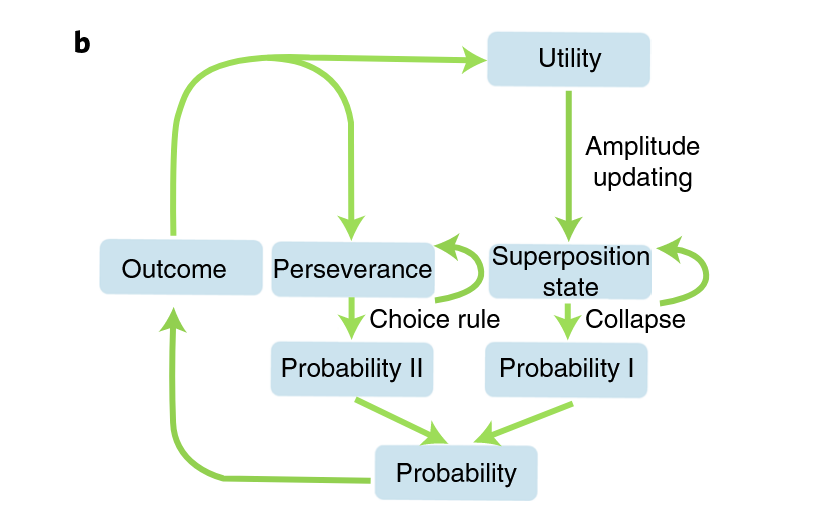 b
Utility
Amplitude
updating
Outcome
Perseverance
Superposition
state
Choice rule
Collapse
Probability II
Probability I
Probability